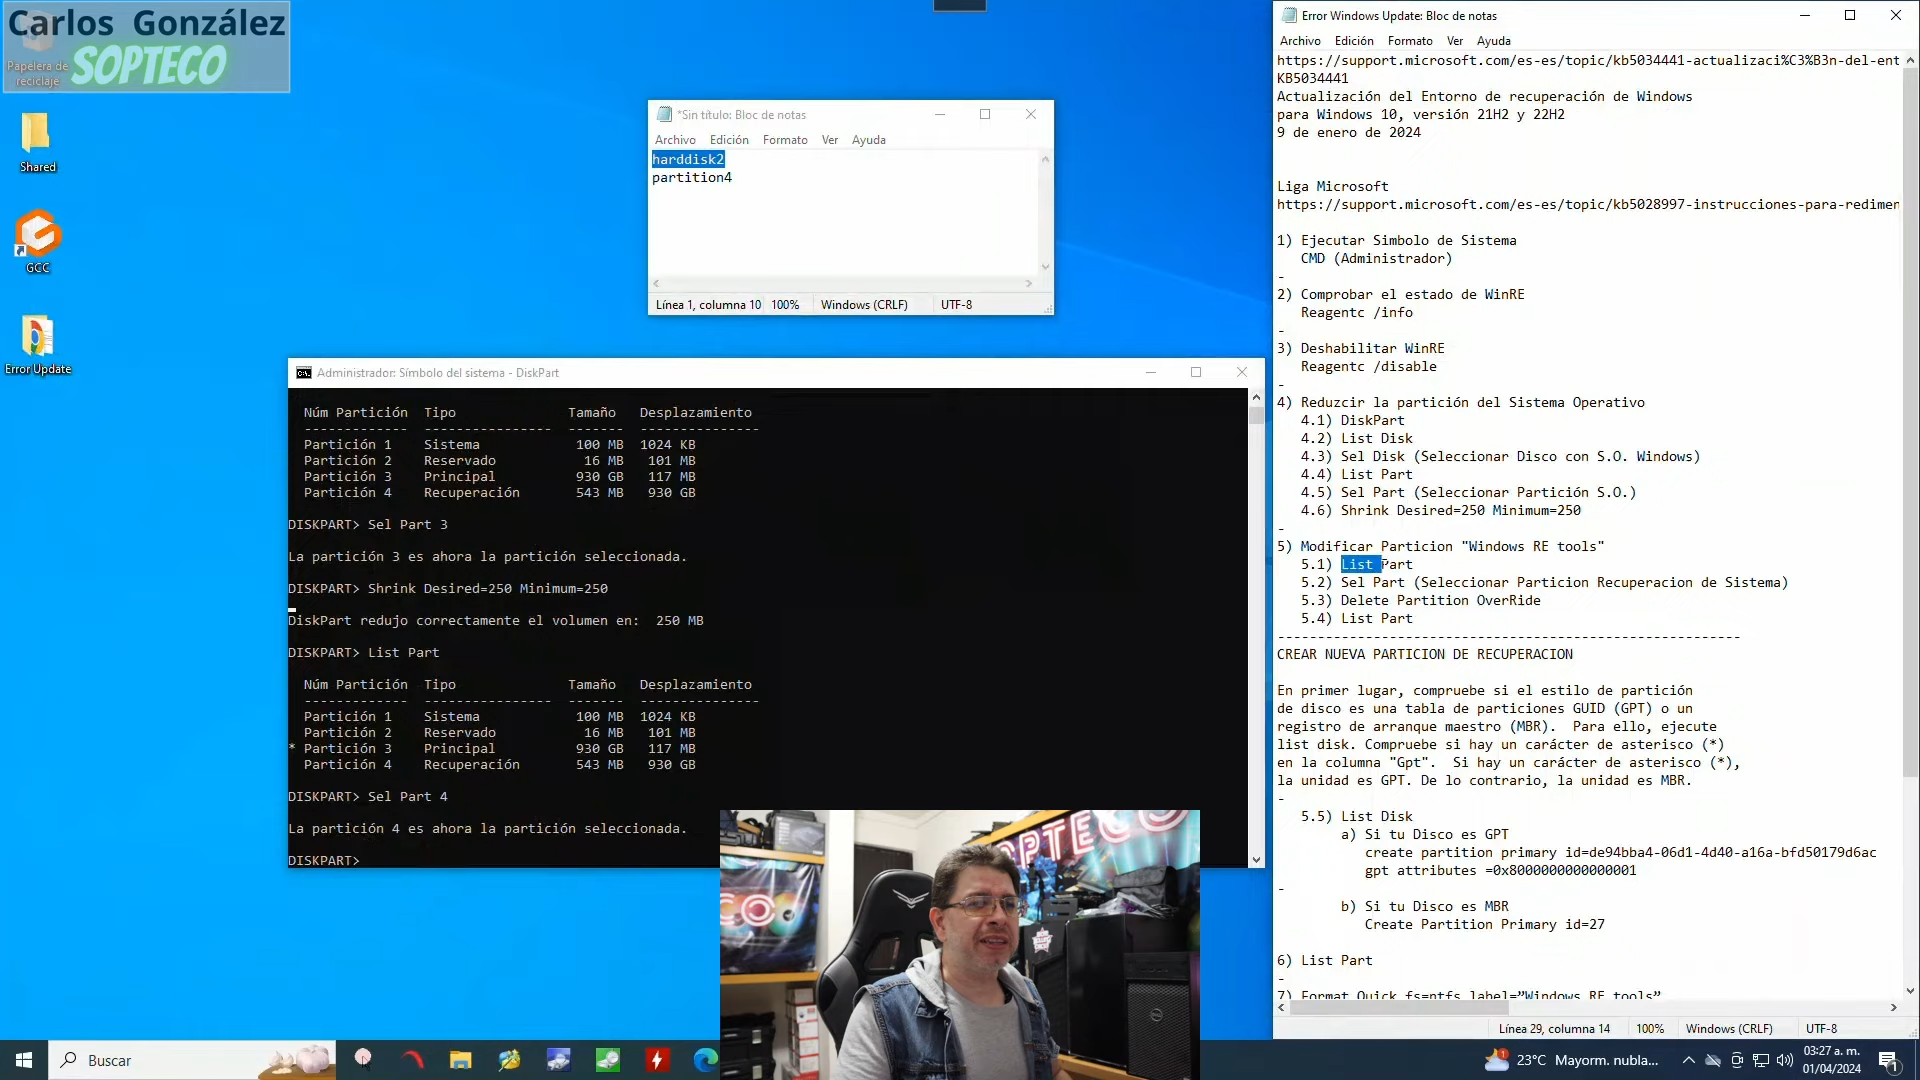 Carlos González
SOPTECO
Papelera de
reciclaje
Shared
GCC
Error Update
*Sin título: Bloc de notas
Archivo Edición Formato Ver Ayuda
harddisk2
partition4
Línea 1, columna 10 100% Windows (CRLF) UTF-8
Administrador: Símbolo del sistema - DiskPart
Núm Partición Tipo Tamaño Desplazamiento
------------- ---------------- ------- ---------------
Partición 1 Sistema 100 MB 1024 KB
Partición 2 Reservado 16 MB 101 MB
Partición 3 Principal 930 GB 117 MB
Partición 4 Recuperación 543 MB 930 GB
DISKPART> Sel Part 3
La partición 3 es ahora la partición seleccionada.
DISKPART> Shrink Desired=250 Minimum=250
DiskPart redujo correctamente el volumen en: 250 MB
DISKPART> List Part
Núm Partición Tipo Tamaño Desplazamiento
------------- ---------------- ------- ---------------
Partición 1 Sistema 100 MB 1024 KB
Partición 2 Reservado 16 MB 101 MB
* Partición 3 Principal 930 GB 117 MB
Partición 4 Recuperación 543 MB 930 GB
DISKPART> Sel Part 4
La partición 4 es ahora la partición seleccionada.
DISKPART>
Error Windows Update: Bloc de notas
Archivo Edición Formato Ver Ayuda
https://support.microsoft.com/es-es/topic/kb5034441-actualizaci%C3%B3n-del-ent
KB5034441
Actualización del Entorno de recuperación de Windows
para Windows 10, versión 21H2 y 22H2
9 de enero de 2024
Liga Microsoft
https://support.microsoft.com/es-es/topic/kb5028997-instrucciones-para-redimen
1) Ejecutar Simbolo de Sistema
CMD (Administrador)
-
2) Comprobar el estado de WinRE
Reagentc /info
-
3) Deshabilitar WinRE
Reagentc /disable
-
4) Reduzcir la partición del Sistema Operativo
4.1) DiskPart
4.2) List Disk
4.3) Sel Disk (Seleccionar Disco con S.O. Windows)
4.4) List Part
4.5) Sel Part (Seleccionar Partición S.O.)
4.6) Shrink Desired=250 Minimum=250
-
5) Modificar Particion "Windows RE tools"
5.1) List Part
5.2) Sel Part (Seleccionar Particion Recuperacion de Sistema)
5.3) Delete Partition OverRide
5.4) List Part
----------------------------------------------------------
CREAR NUEVA PARTICION DE RECUPERACION
En primer lugar, compruebe si el estilo de partición
de disco es una tabla de particiones GUID (GPT) o un
registro de arranque maestro (MBR). Para ello, ejecute
list disk. Compruebe si hay un carácter de asterisco (*)
en la columna "Gpt". Si hay un carácter de asterisco (*),
la unidad es GPT. De lo contrario, la unidad es MBR.
-
5.5) List Disk
a) Si tu Disco es GPT
create partition primary id=de94bba4-06d1-4d40-a16a-bfd50179d6ac
gpt attributes =0x8000000000000001
-
b) Si tu Disco es MBR
Create Partition Primary id=27
6) List Part
-
7) Format Quick fs=ntfs label=”Windows RE tools”
Línea 29, columna 14 100% Windows (CRLF) UTF-8
Buscar
23°C Mayorm. nubla...
03:27 a. m.
01/04/2024